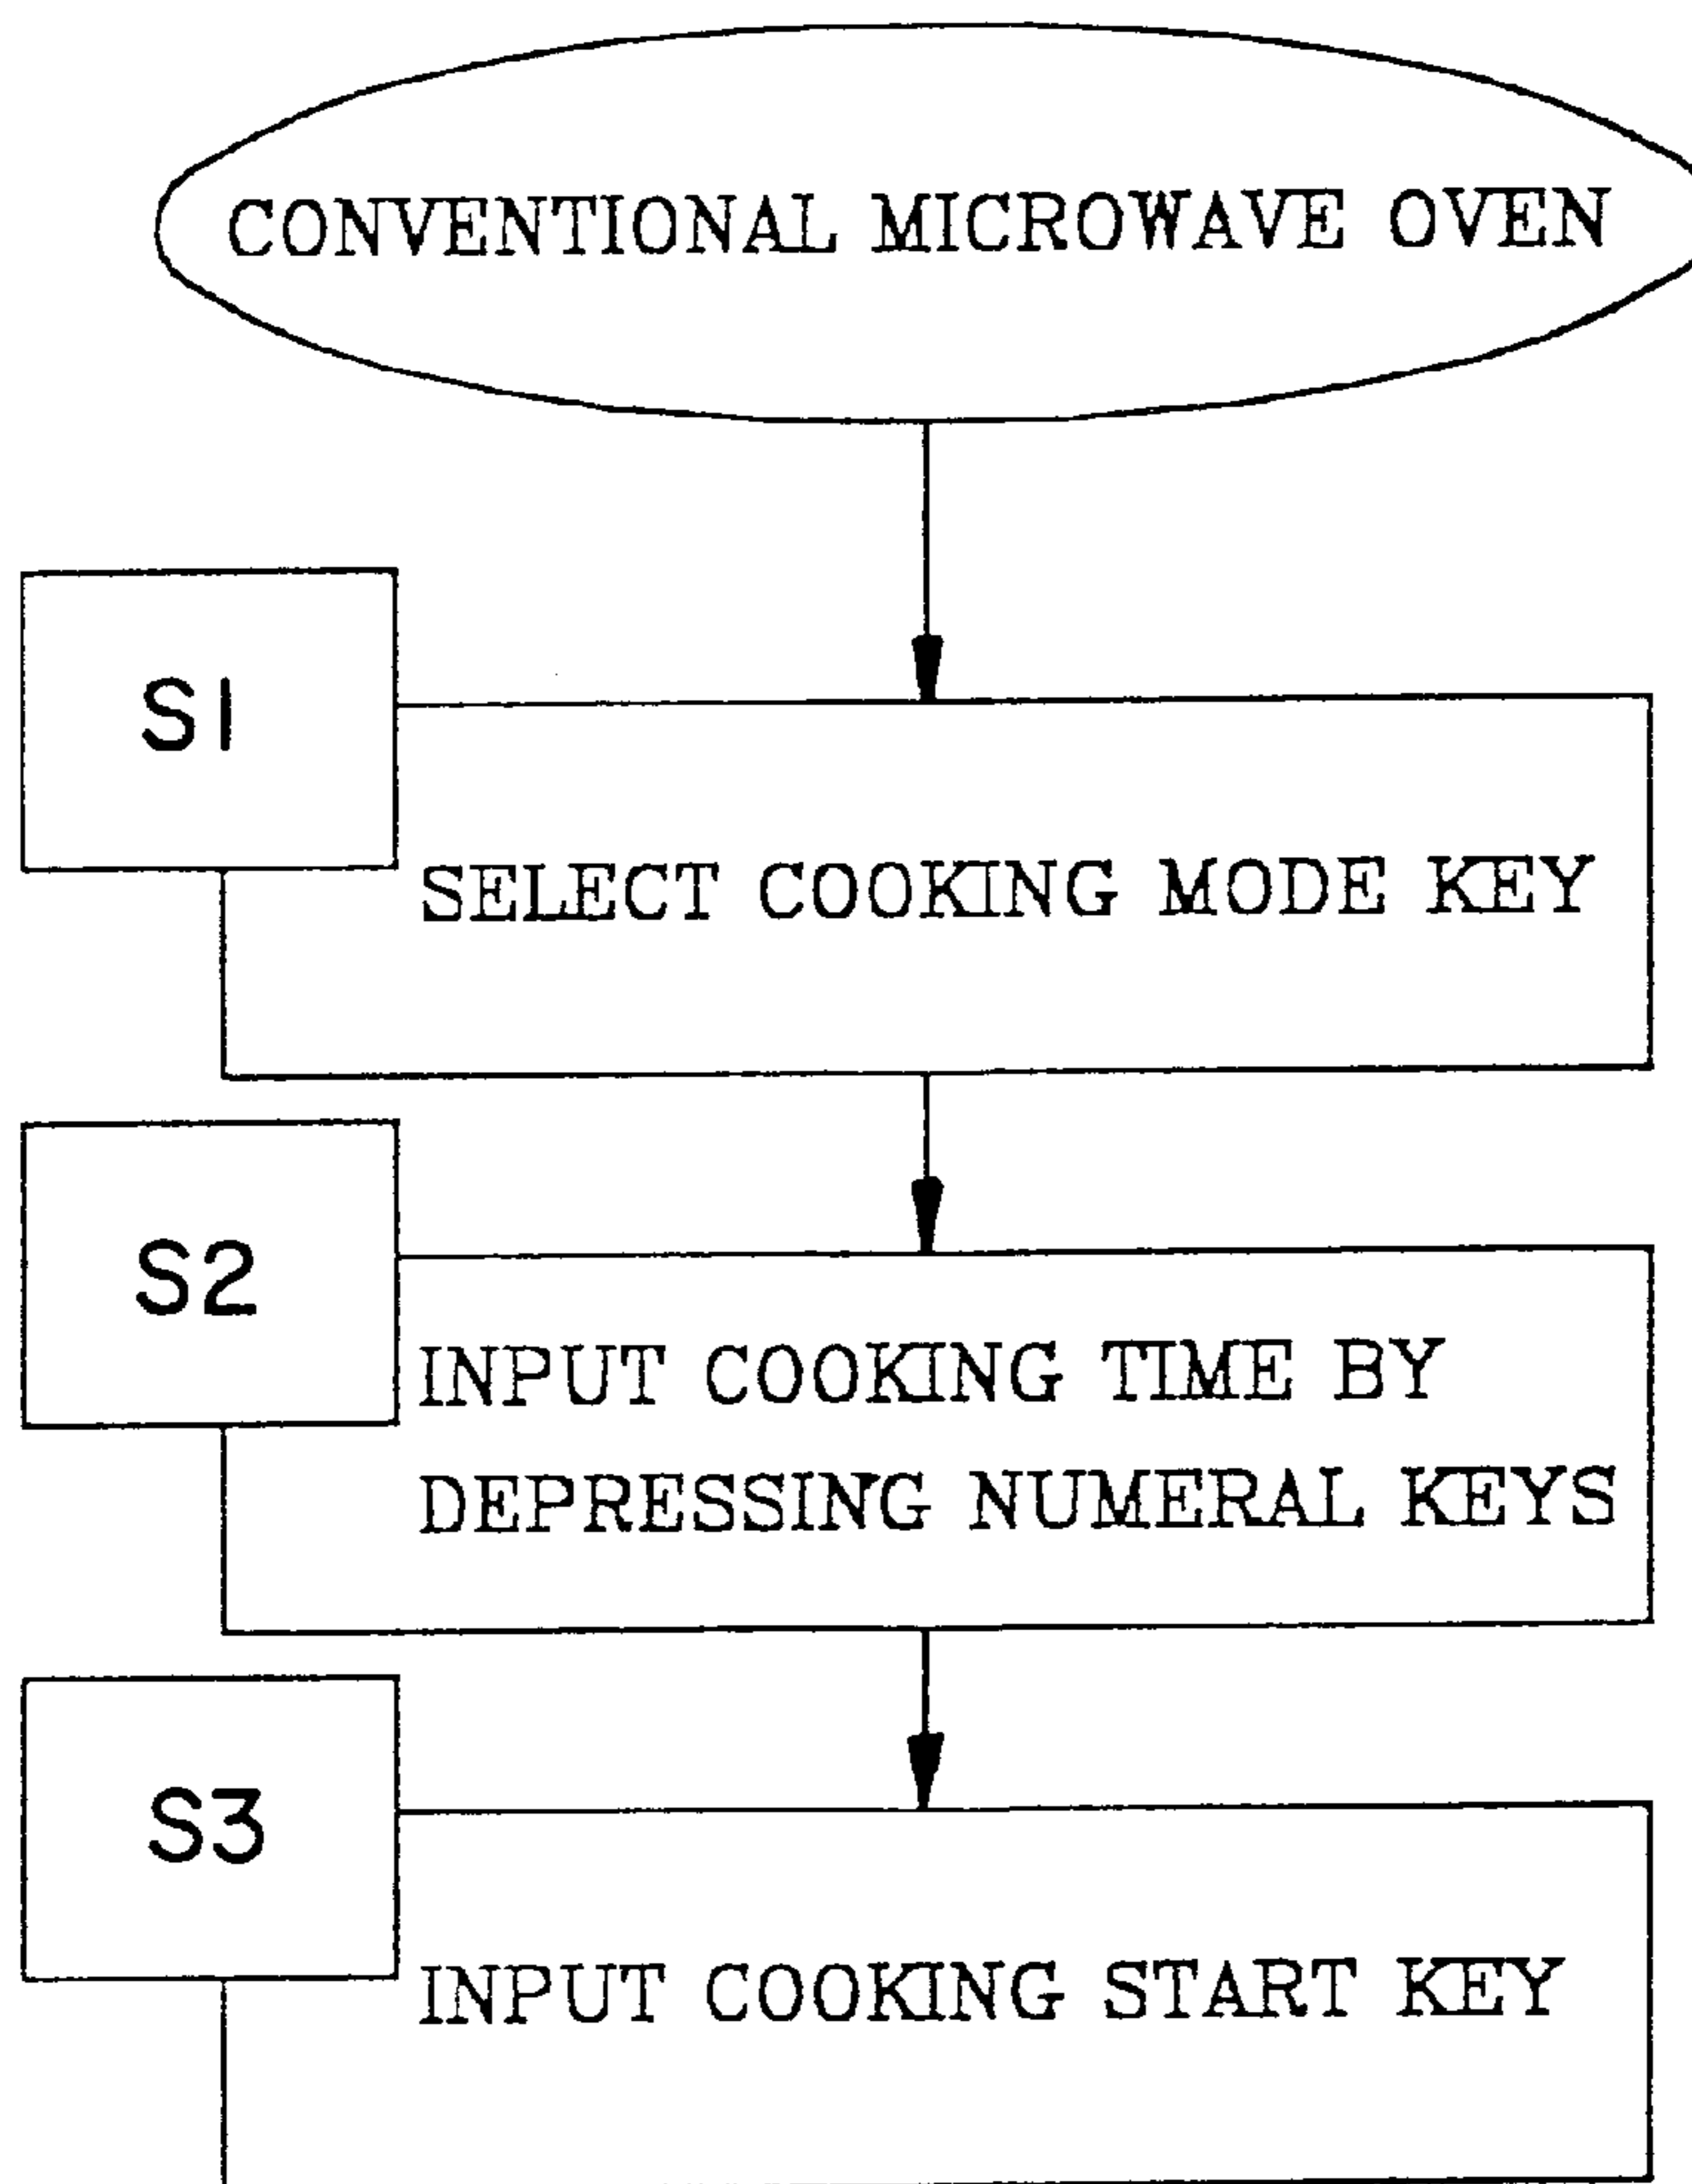 CONVENTIONAL MICROWAVE OVEN
S1
SELECT COOKING MODE KEY
S2
INPUT COOKING TIME BY
DEPRESSING NUMERAL KEYS
S3
INPUT COOKING START KEY